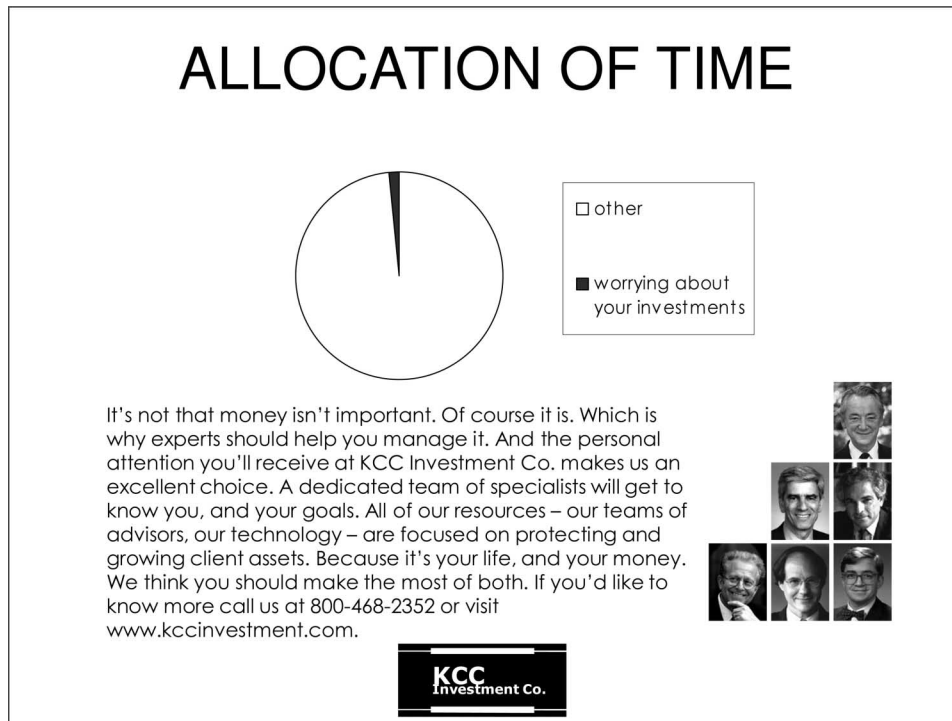 ALLOCATION OF TIME
other
worrying about
your investments
It's not that money isn't important. Of course it is. Which is
why experts should help you manage it. And the personal
attention you'll receive at KCC Investment Co. makes us an
excellent choice. A dedicated team of specialists will get to
know you, and your goals. All of our resources – our teams of
advisors, our technology – are focused on protecting and
growing client assets. Because it's your life, and your money.
We think you should make the most of both. If you'd like to
know more call us at 800-468-2352 or visit
www.kccinvestment.com.
KCC
Investment Co.